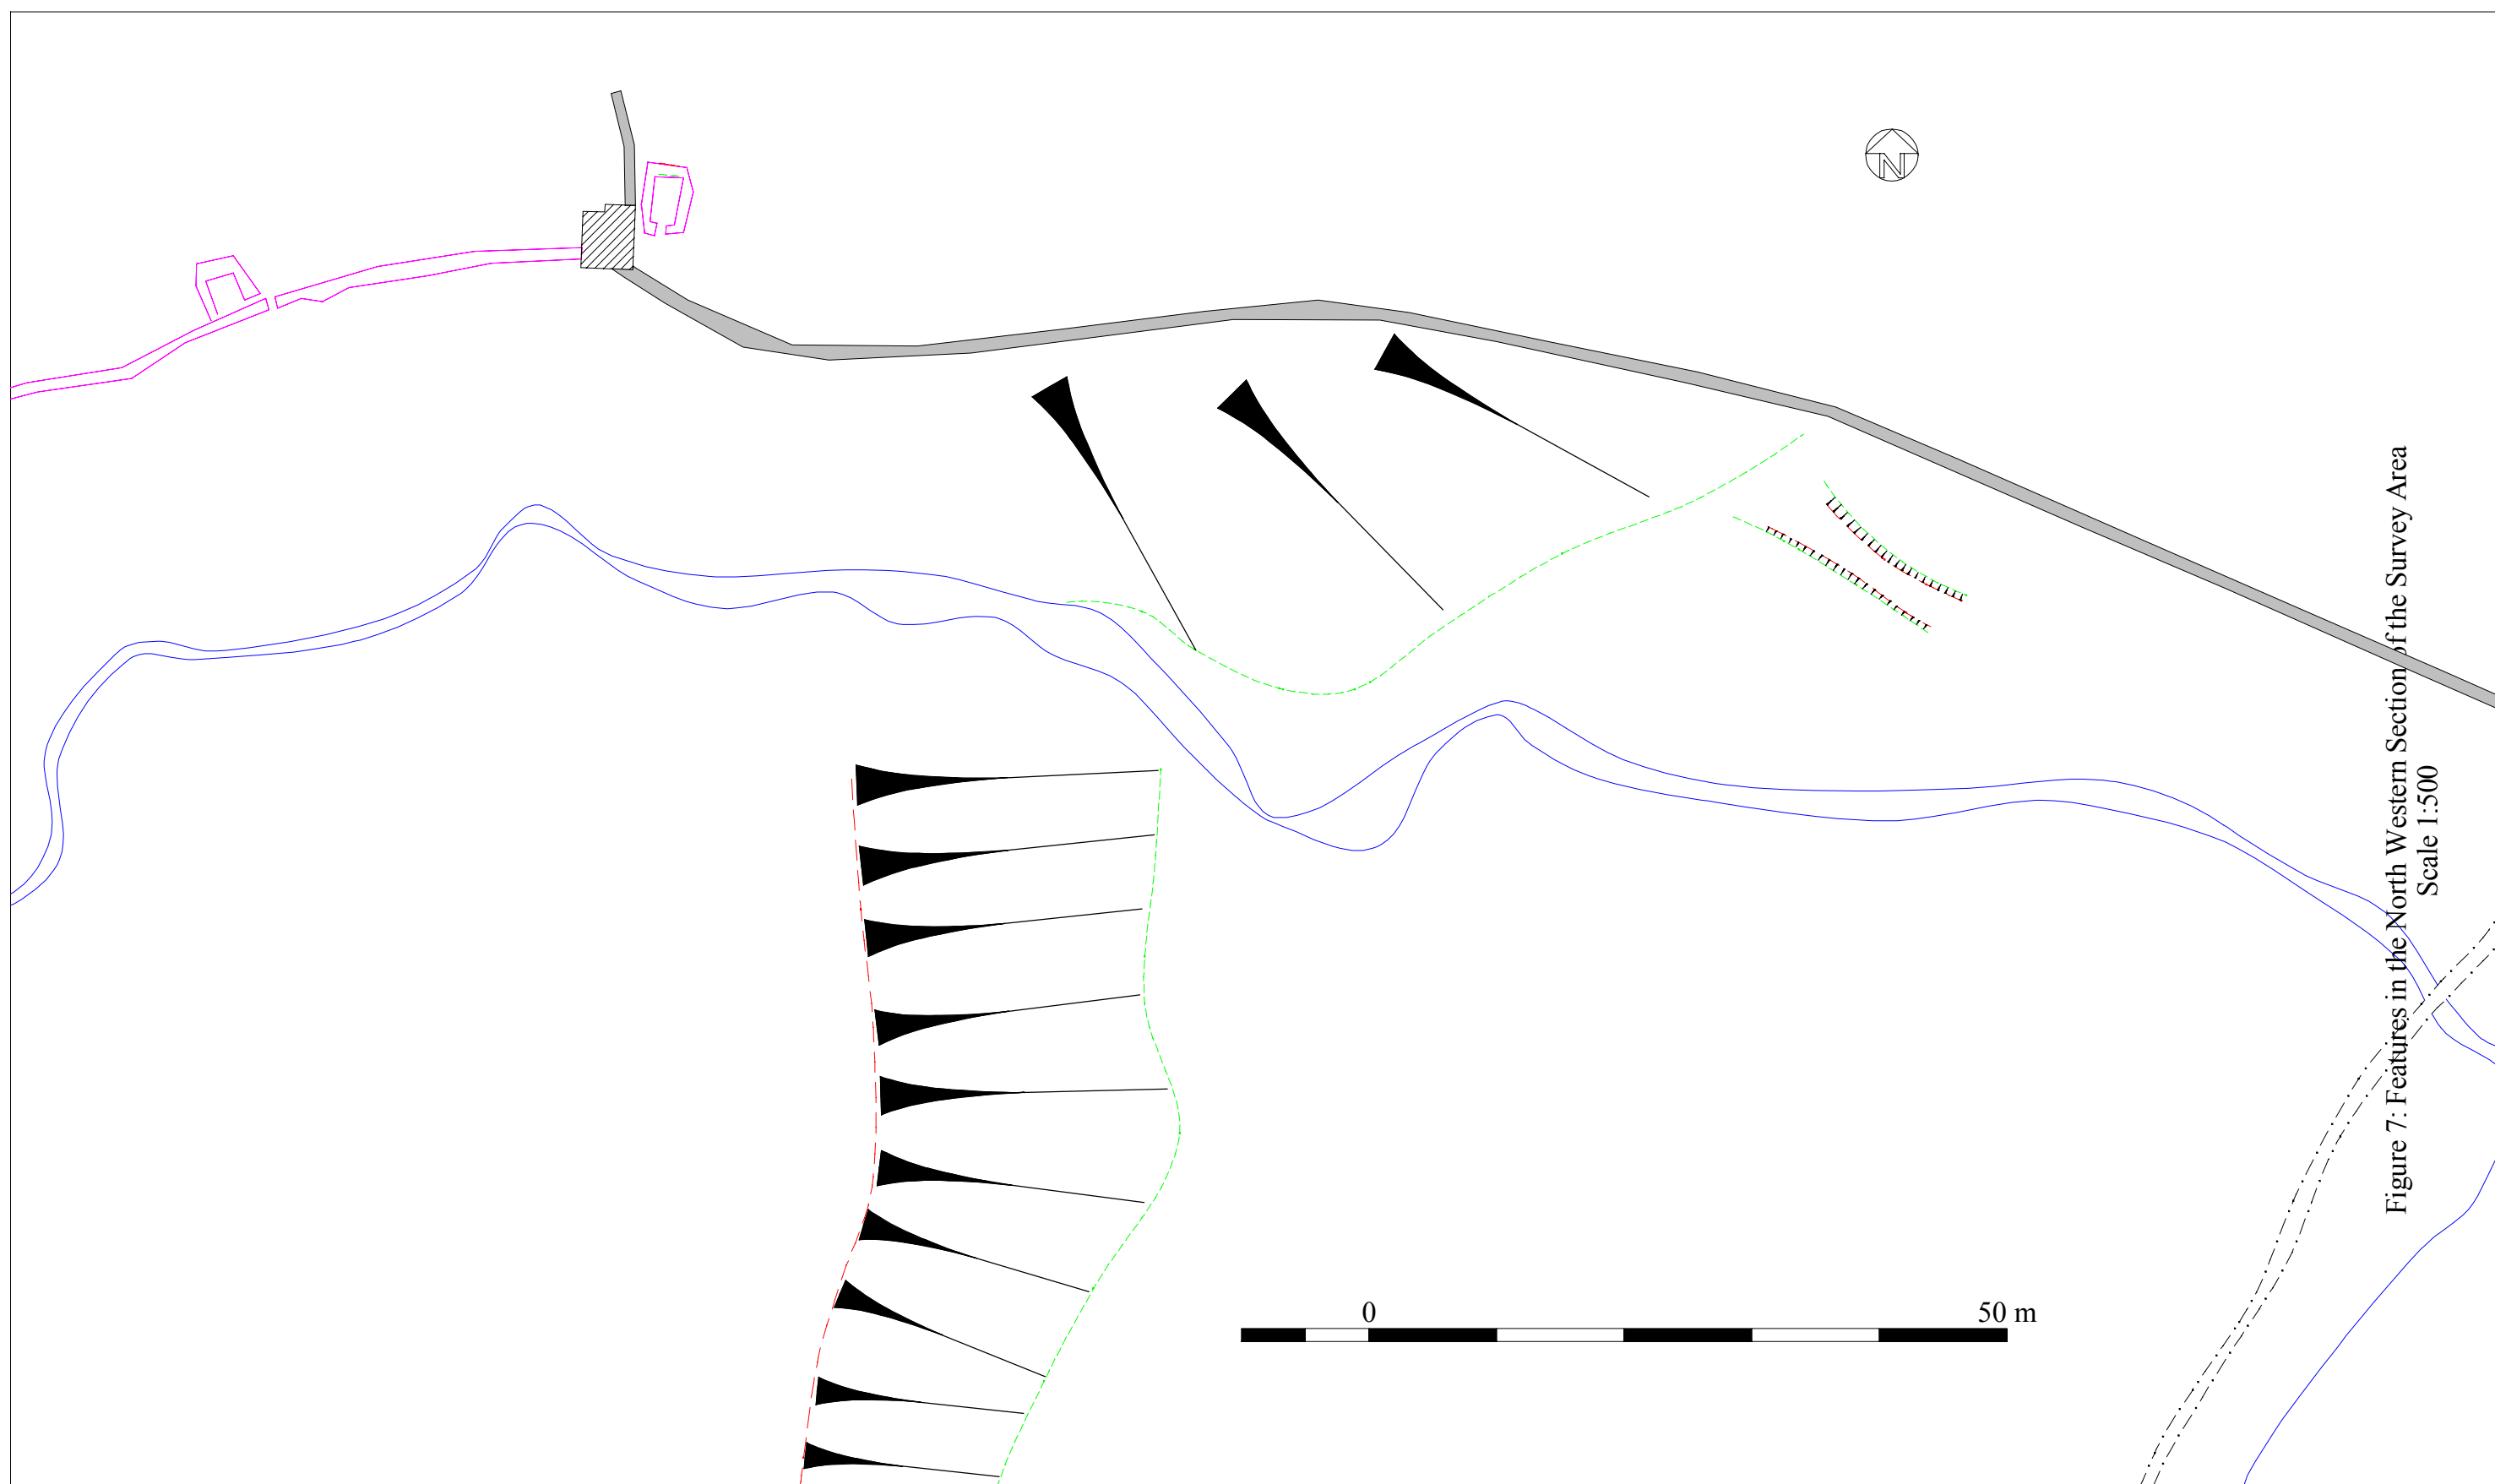 N
0
50 m
Figure 7: Features in the North Western Section of the Survey Area
Scale 1:500